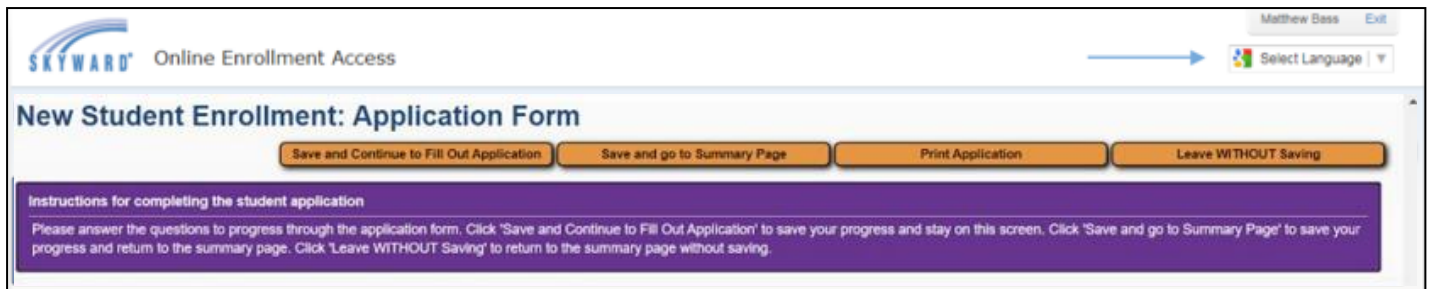 Matthew Bass Exit
SKYWARD® Online Enrollment Access
Select Language
New Student Enrollment: Application Form
Save and Continue to Fill Out Application Save and go to Summary Page Print Application Leave WITHOUT Saving
Instructions for completing the student application
Please answer the questions to progress through the application form. Click 'Save and Continue to Fill Out Application' to save your progress and stay on this screen. Click 'Save and go to Summary Page' to save your
progress and return to the summary page. Click 'Leave WITHOUT Saving' to return to the summary page without saving.